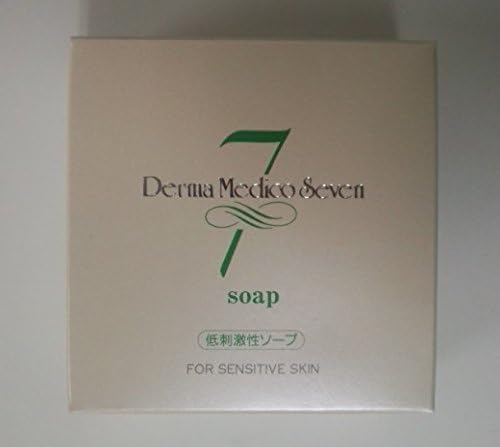 7
Derma Medico Seven
soap
低刺激性ソープ
FOR SENSITIVE SKIN